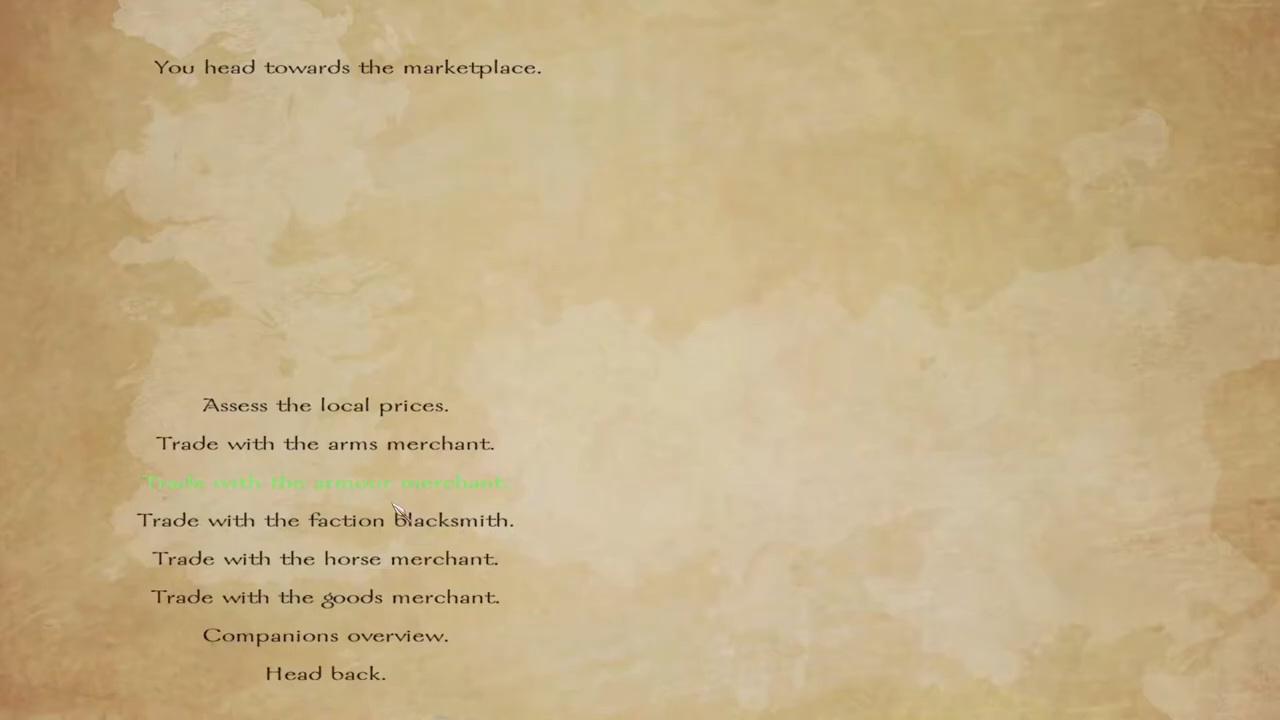 You head towards the marketplace.
Assess the local prices.
Trade with the arms merchant.
Trade with the armour merchant.
Trade with the faction blacksmith.
Trade with the horse merchant.
Trade with the goods merchant.
Companions overview.
Head back.